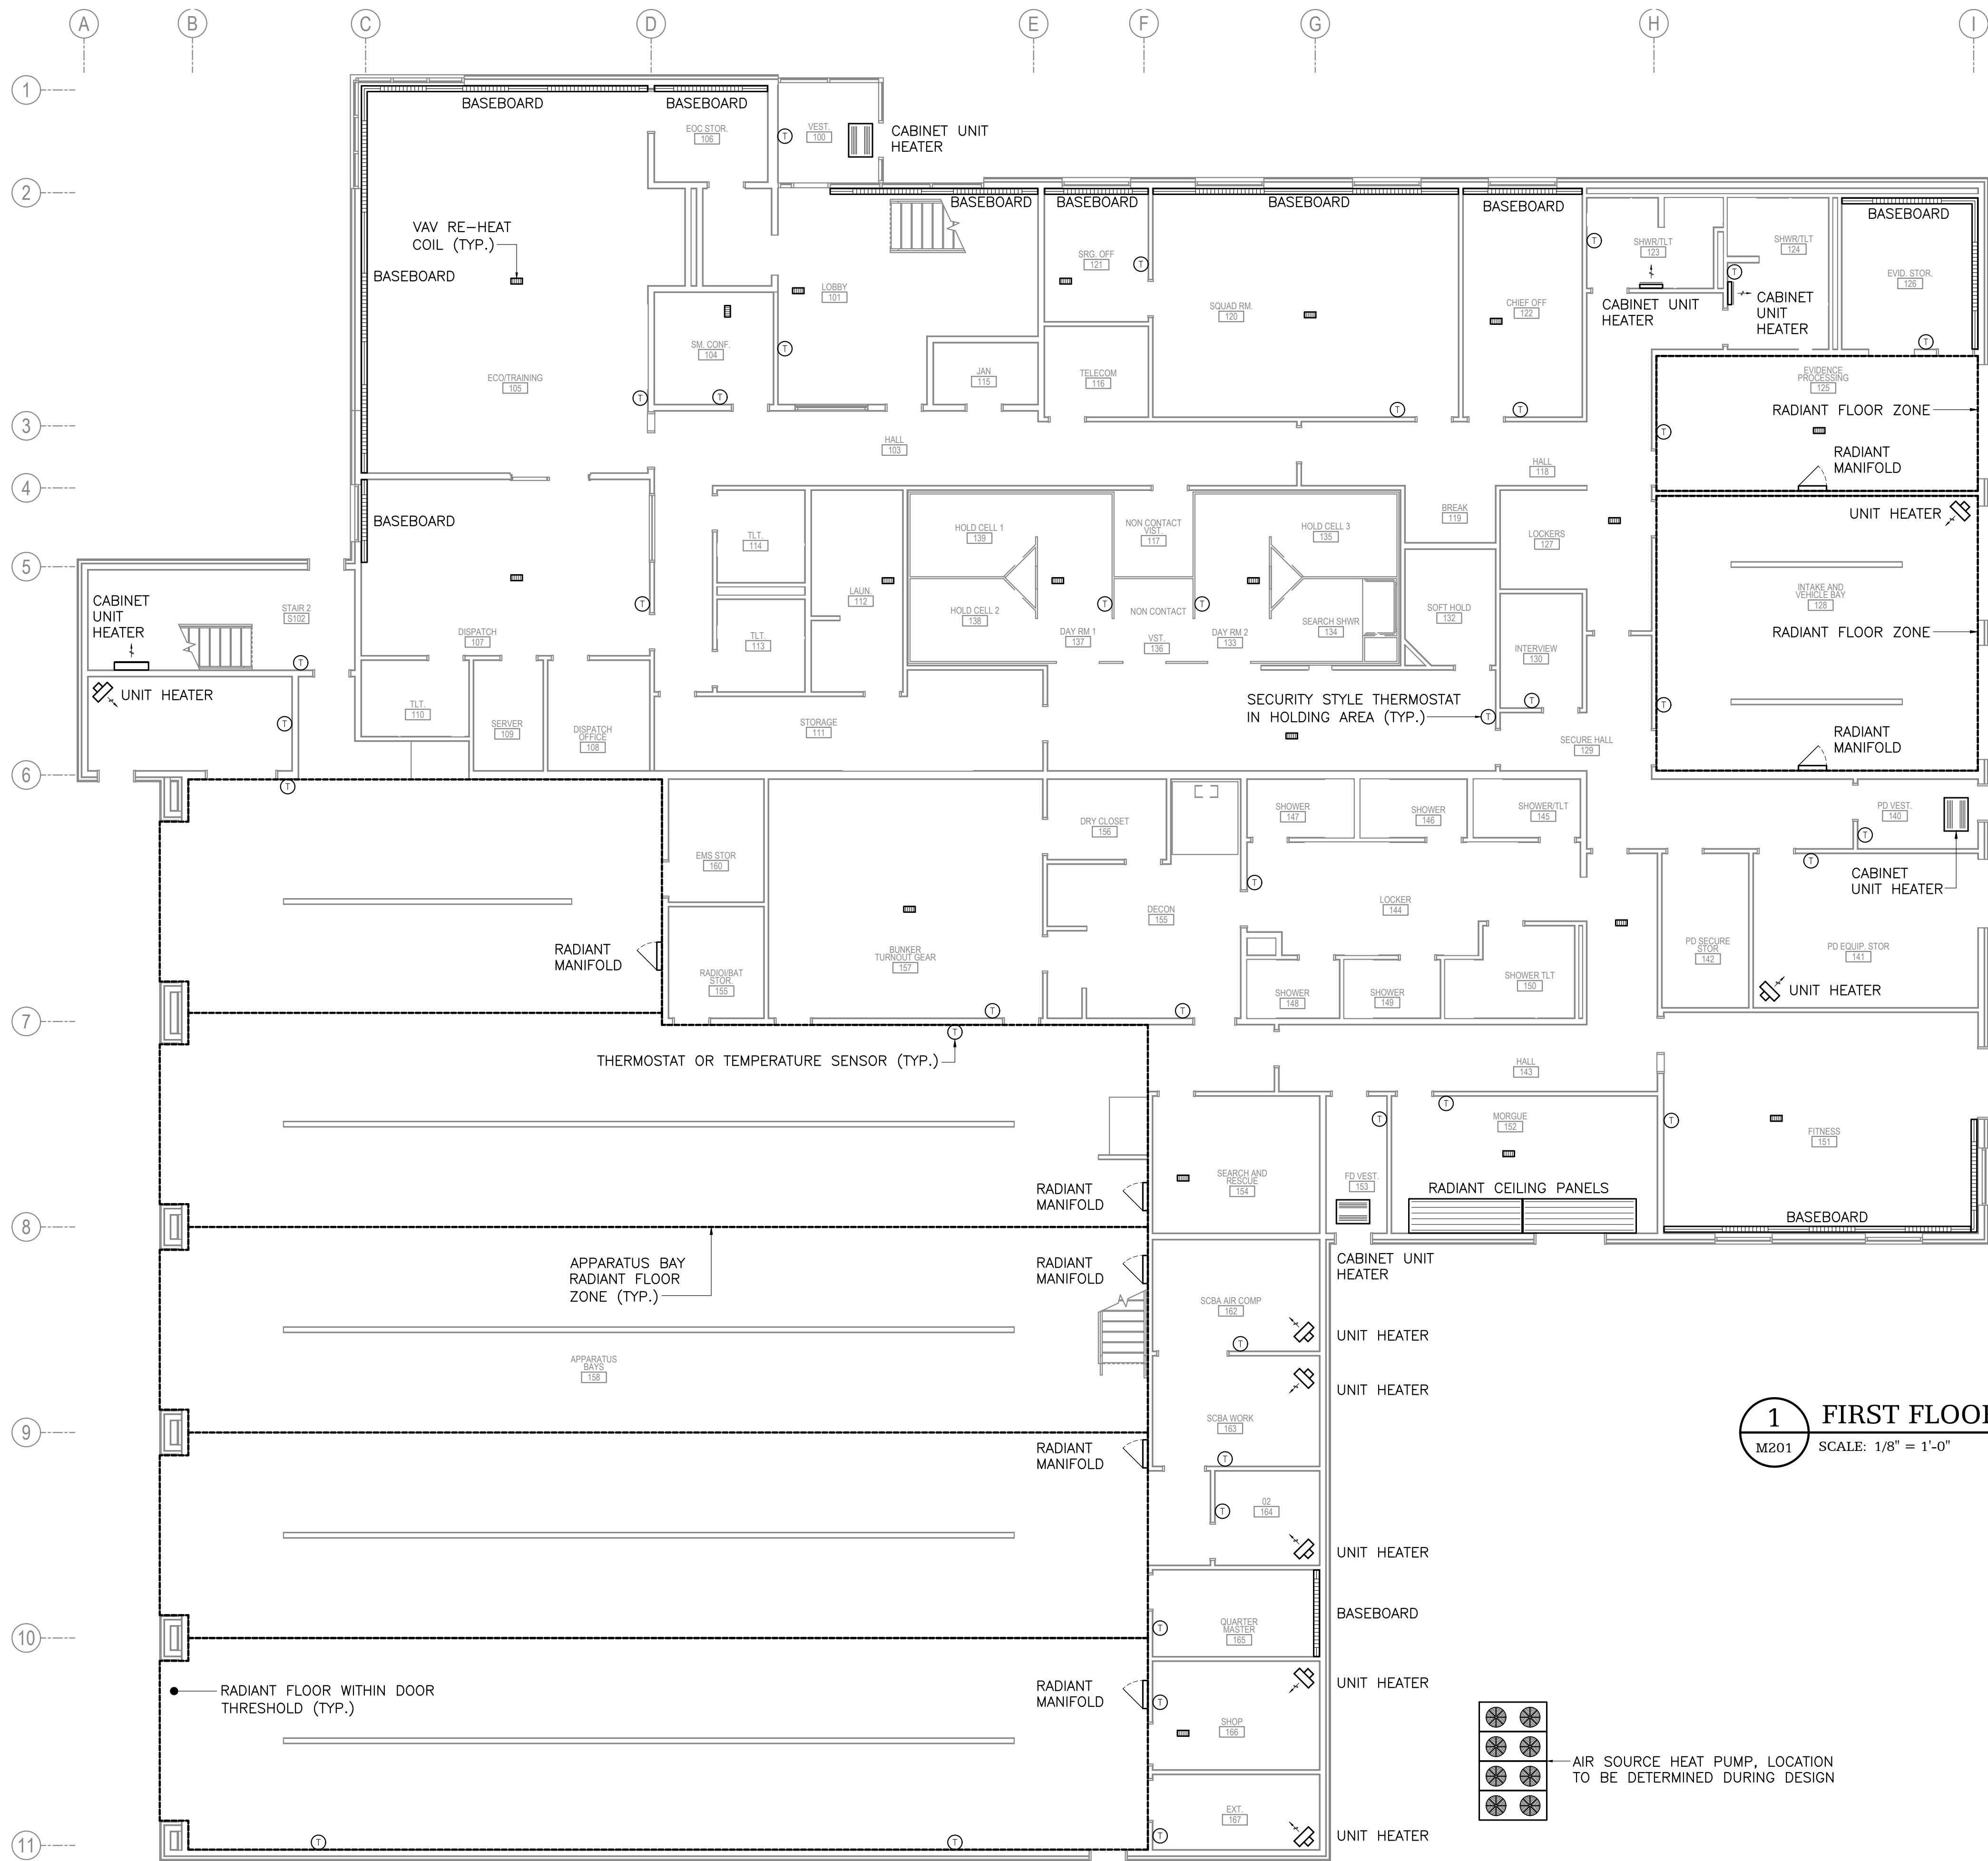 A
B
C
D
E
F
G
H
I
1
2
3
4
5
6
7
8
9
10
11
BASEBOARD
BASEBOARD
EOC STOR.
106
T
VEST.
100
CABINET UNIT
HEATER
BASEBOARD
BASEBOARD
BASEBOARD
BASEBOARD
BASEBOARD
VAV RE-HEAT
COIL (TYP.)
BASEBOARD
LOBBY
101
SRG. OFF
121
T
SQUAD RM.
120
CHIEF OFF
122
T
SHWR/TLT
123
CABINET UNIT
HEATER
SHWR/TLT
124
T
CABINET
UNIT
HEATER
EVID. STOR.
126
T
SM. CONF.
104
T
T
T
ECO/TRAINING
105
JAN
115
TELECOM
116
T
T
EVIDENCE
PROCESSING
125
RADIANT FLOOR ZONE
T
RADIANT
MANIFOLD
HALL
103
HALL
118
BASEBOARD
TLT.
114
LAUN.
112
HOLD CELL 1
139
NON CONTACT
VIST.
117
HOLD CELL 3
135
BREAK
119
LOCKERS
127
UNIT HEATER
INTAKE AND
VEHICLE BAY
128
RADIANT FLOOR ZONE
T
RADIANT
MANIFOLD
CABINET
UNIT
HEATER
STAIR 2
S102
T
UNIT HEATER
T
DISPATCH
107
T
TLT.
113
HOLD CELL 2
138
T
DAY RM 1
137
NON CONTACT
VST.
136
T
DAY RM 2
133
SEARCH SHWR
134
SOFT HOLD
132
INTERVIEW
130
T
SECURITY STYLE THERMOSTAT
IN HOLDING AREA (TYP.)
T
SECURE HALL
129
TLT.
110
SERVER
109
DISPATCH
OFFICE
108
STORAGE
111
T
EMS STOR
160
DRY CLOSET
156
SHOWER
147
SHOWER
146
SHOWER/TLT
145
PD VEST.
140
T
T
CABINET
UNIT HEATER
RADIANT
MANIFOLD
RADIOI/BAT
STOR.
155
BUNKER
TURNOUT GEAR
157
T
DECON
155
T
T
LOCKER
144
SHOWER
148
SHOWER
149
SHOWER TLT
150
PD SECURE
STOR
142
PD EQUIP. STOR
141
UNIT HEATER
T
THERMOSTAT OR TEMPERATURE SENSOR (TYP.)
HALL
143
T
T
MORGUE
152
T
FITNESS
151
SEARCH AND
RESCUE
154
FD VEST.
153
RADIANT CEILING PANELS
BASEBOARD
RADIANT
MANIFOLD
APPARATUS BAY
RADIANT FLOOR
ZONE (TYP.)
RADIANT
MANIFOLD
CABINET UNIT
HEATER
SCBA AIR COMP
162
T
UNIT HEATER
APPARATUS
BAYS
158
UNIT HEATER
SCBA WORK
163
T
RADIANT
MANIFOLD
1
M201
FIRST FLOO
SCALE: 1/8" = 1'-0"
02
164
T
UNIT HEATER
QUARTER
MASTER
165
T
BASEBOARD
RADIANT FLOOR WITHIN DOOR
THRESHOLD (TYP.)
RADIANT
MANIFOLD
T
SHOP
166
UNIT HEATER
AIR SOURCE HEAT PUMP, LOCATION
TO BE DETERMINED DURING DESIGN
EXT.
167
T
UNIT HEATER
T
T